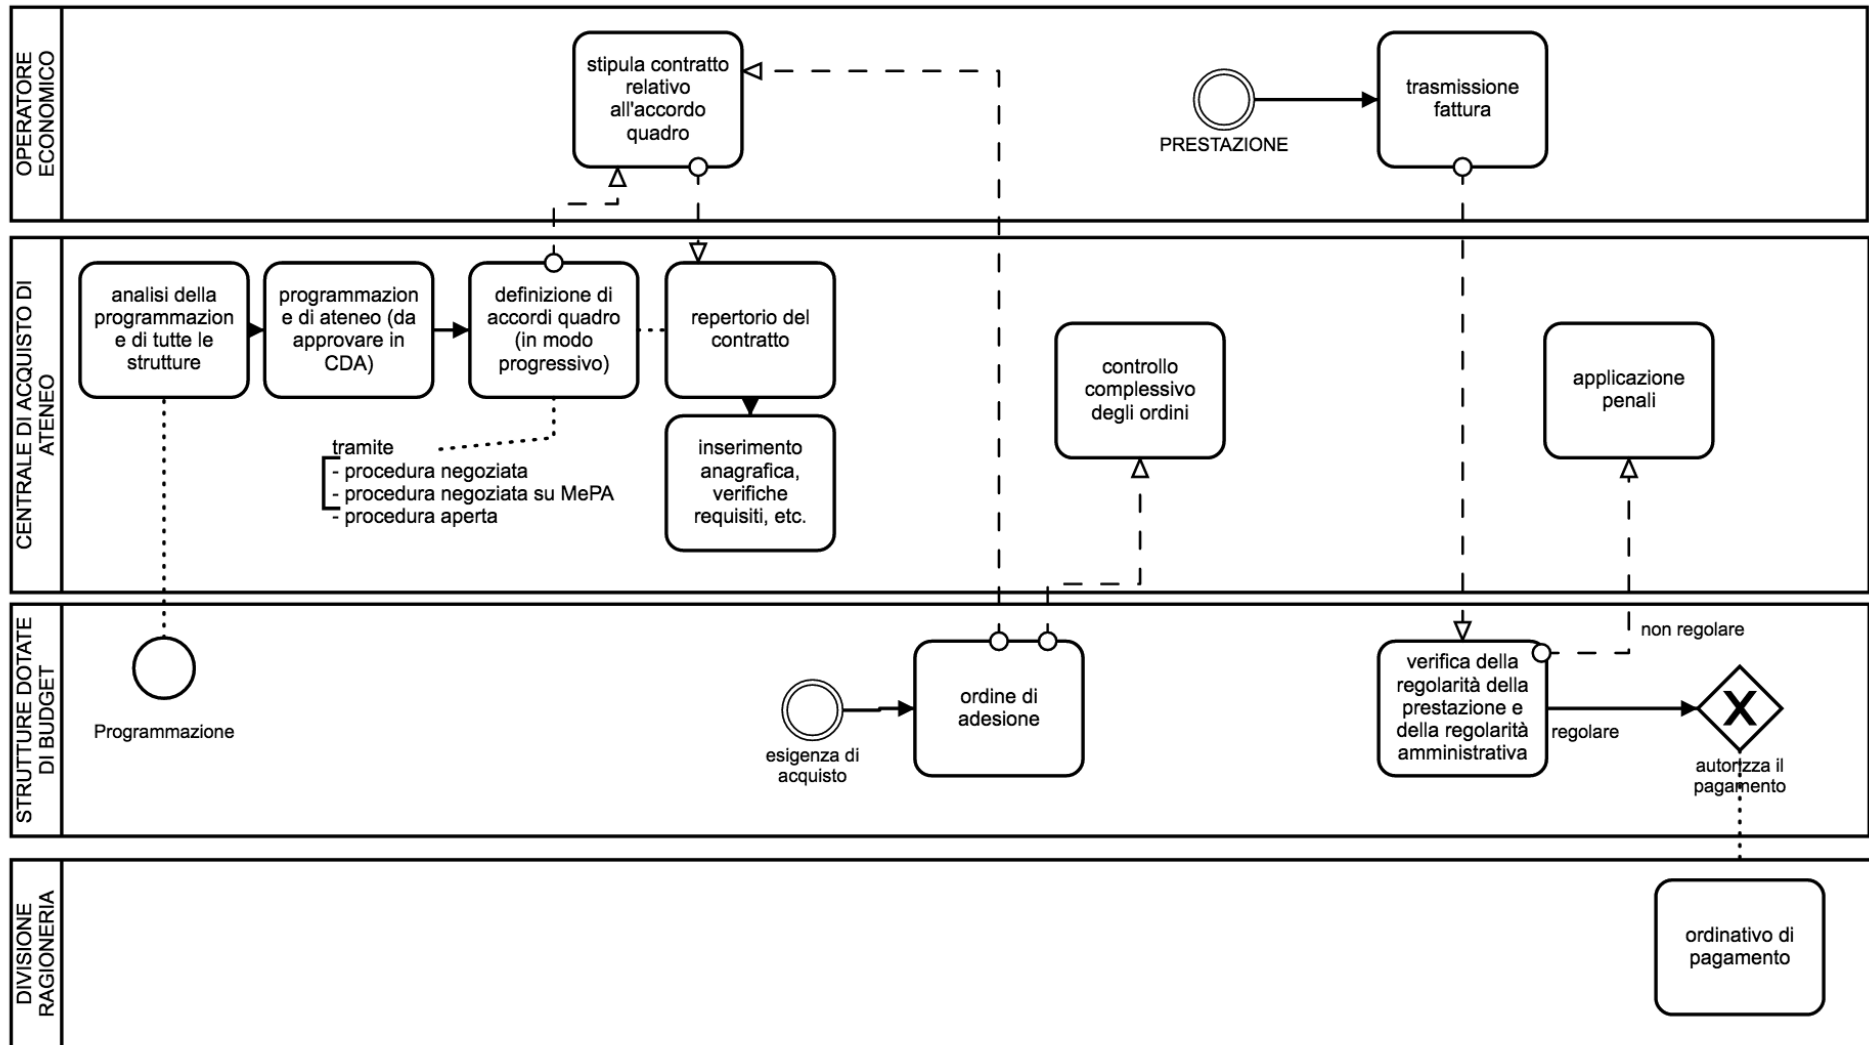 OPERATORE
ECONOMICO
stipula contratto
relativo
all'accordo
quadro
PRESTAZIONE
trasmissione
fattura
CENTRALE DI ACQUISTO DI
ATENEO
analisi della
programmazion
e di tutte le
strutture
programmazion
e di ateneo (da
approvare in
CDA)
definizione di
accordi quadro
(in modo
progressivo)
repertorio del
contratto
tramite
- procedura negoziata
- procedura negoziata su MePA
- procedura aperta
inserimento
anagrafica,
verifiche
requisiti, etc.
controllo
complessivo
degli ordini
applicazione
penali
STRUTTURE DOTATE
DI BUDGET
Programmazione
esigenza di
acquisto
ordine di
adesione
verifica della
regolarità della
prestazione e
della regolarità
amministrativa
non regolare
regolare
X
autorizza il
pagamento
DIVISIONE
RAGIONERIA
ordinativo di
pagamento